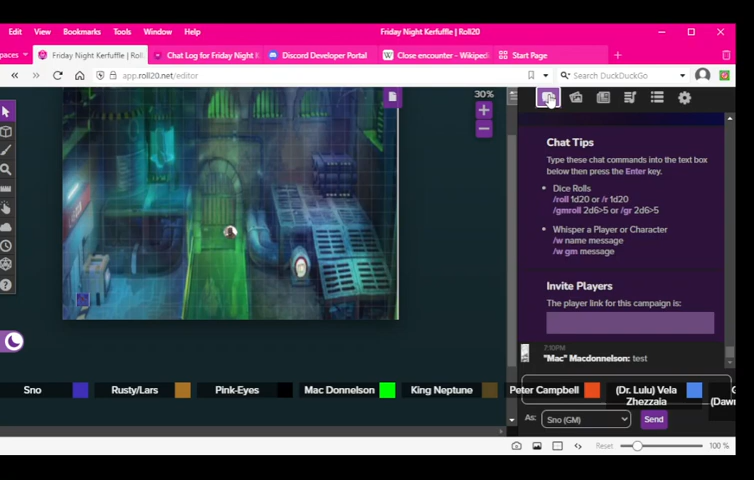 Edit View Bookmarks Tools Window Help Friday Night Kerfuffle | Roll20
paces Friday Night Kerfuffle | Roll Chat Log for Friday Night K Discord Developer Portal Close encounter - Wikiped Start Page
app.roll20.net/editor Search DuckDuckGo
30%
Chat Tips
Type these chat commands into the text box
below then press the Enter key.
Dice Rolls
/roll 1d20 or /r 1d20
/gmroll 2d6>5 or /gr 2d6>5
Whisper a Player or Character
/w name message
/w gm message
Invite Players
The player link for this campaign is:
7:10PM
"Mac" Macdonnelson: test
Sno Rusty/Lars Pink-Eyes Mac Donnelson King Neptune Peter Campbell (Dr. Lulu) Vela
Zhezzaia
(Dawn
As: Sno (GM) Send
Reset 100 %